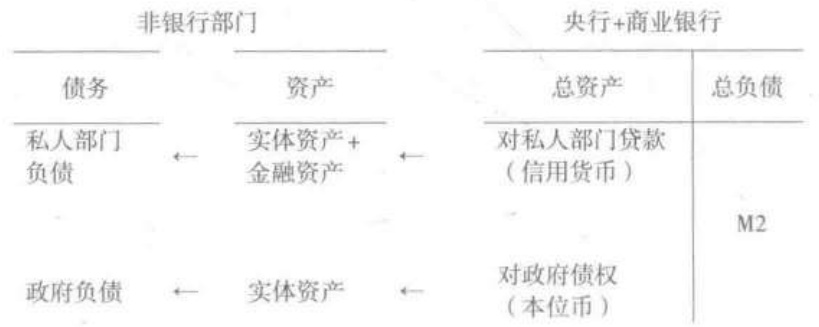 非银行部门 央行+商业银行
债务 资产 总资产 总负债
私人部门 实体资产+ 对私人部门贷款
负债 ← 金融资产 ← (信用货币)
M2
对政府债权
政府负债 ← 实体资产 ←
(本位币)